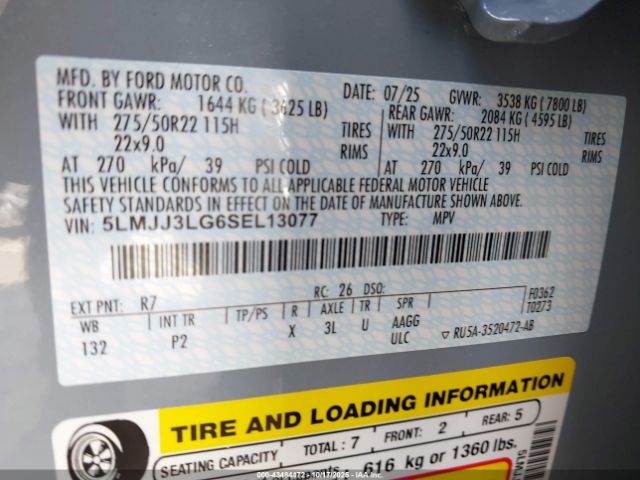 MFD. BY FORD MOTOR CO.
DATE: 07/25 GVWR: 3538 KG ( 7800 LB)
FRONT GAWR: 1644 KG ( 3625 LB)
REAR GAWR: 2084 KG ( 4595 LB)
WITH 275/50R22 115H TIRES
WITH 275/50R22 115H TIRES
22x9.0 RIMS
22x9.0 RIMS
AT 270 kPa/ 39 PSI COLD
AT 270 kPa/ 39 PSI COLD
THIS VEHICLE CONFORMS TO ALL APPLICABLE FEDERAL MOTOR VEHICLE
SAFETY STANDARDS IN EFFECT ON THE DATE OF MANUFACTURE SHOWN ABOVE.
VIN: 5LMJJ3LG6SEL13077 TYPE: MPV
EXT PNT: R7 RC: 26 DSO:
F0362
T0273
WB INT TR TP/PS R AXLE TR SPR
132 P2 X 3L U AAGG
ULC ▽ RU5A-3520472-AB
TIRE AND LOADING INFORMATION
SEATING CAPACITY TOTAL : 7 FRONT: 2 REAR: 5
616 kg or 1360 lbs.
5LMJ
© 00-43484472 - 10/17/2025 - IAAI.com